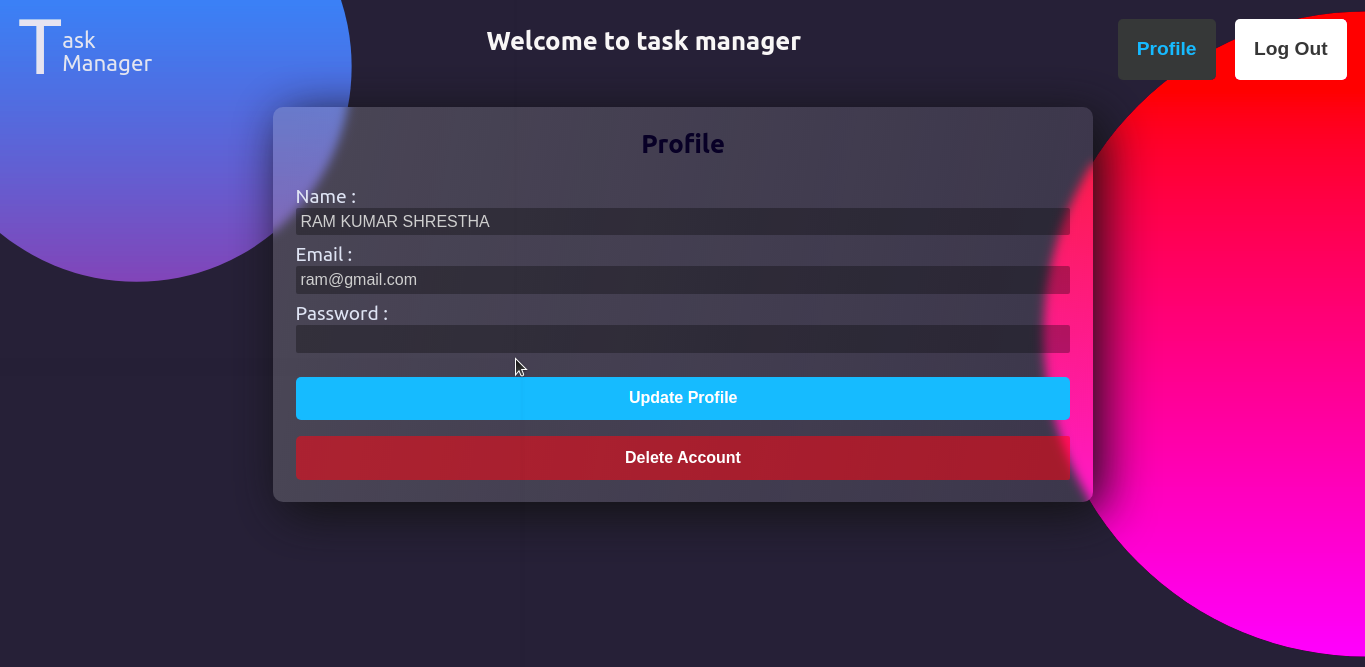 Task
Manager
Welcome to task manager
Profile
Log Out
Profile
Name :
RAM KUMAR SHRESTHA
Email :
ram@gmail.com
Password :
Update Profile
Delete Account